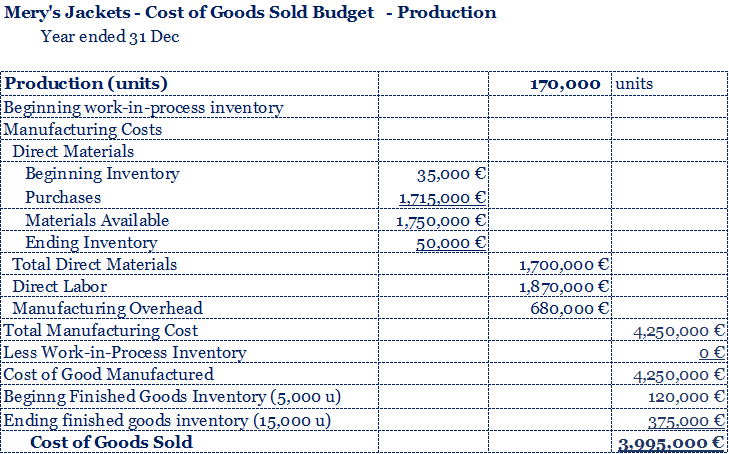 Mery's Jackets - Cost of Goods Sold Budget - Production
Year ended 31 Dec
Production (units) 170,000 units
Beginning work-in-process inventory
Manufacturing Costs
Direct Materials
Beginning Inventory 35,000 €
Purchases 1,715,000 €
Materials Available 1,750,000 €
Ending Inventory 50,000 €
Total Direct Materials 1,700,000 €
Direct Labor 1,870,000 €
Manufacturing Overhead 680,000 €
Total Manufacturing Cost 4,250,000 €
Less Work-in-Process Inventory 0 €
Cost of Good Manufactured 4,250,000 €
Beginng Finished Goods Inventory (5,000 u) 120,000 €
Ending finished goods inventory (15,000 u) 375,000 €
Cost of Goods Sold 3,995,000 €